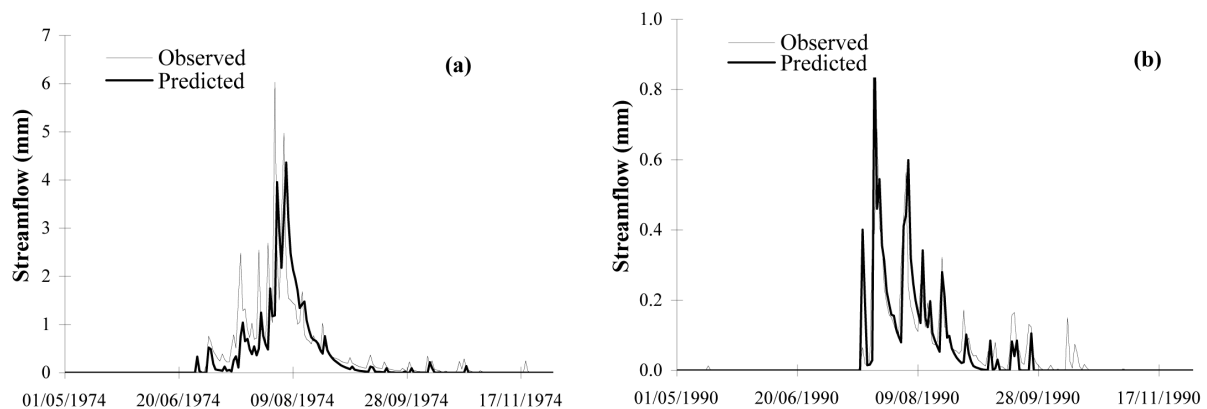 7
6
5
4
3
2
1
0
Streamflow (mm)
Observed
Predicted
(a)
01/05/1974 20/06/1974 09/08/1974 28/09/1974 17/11/1974
1.0
0.8
0.6
0.4
0.2
0.0
Streamflow (mm)
Observed
Predicted
(b)
01/05/1990 20/06/1990 09/08/1990 28/09/1990 17/11/1990